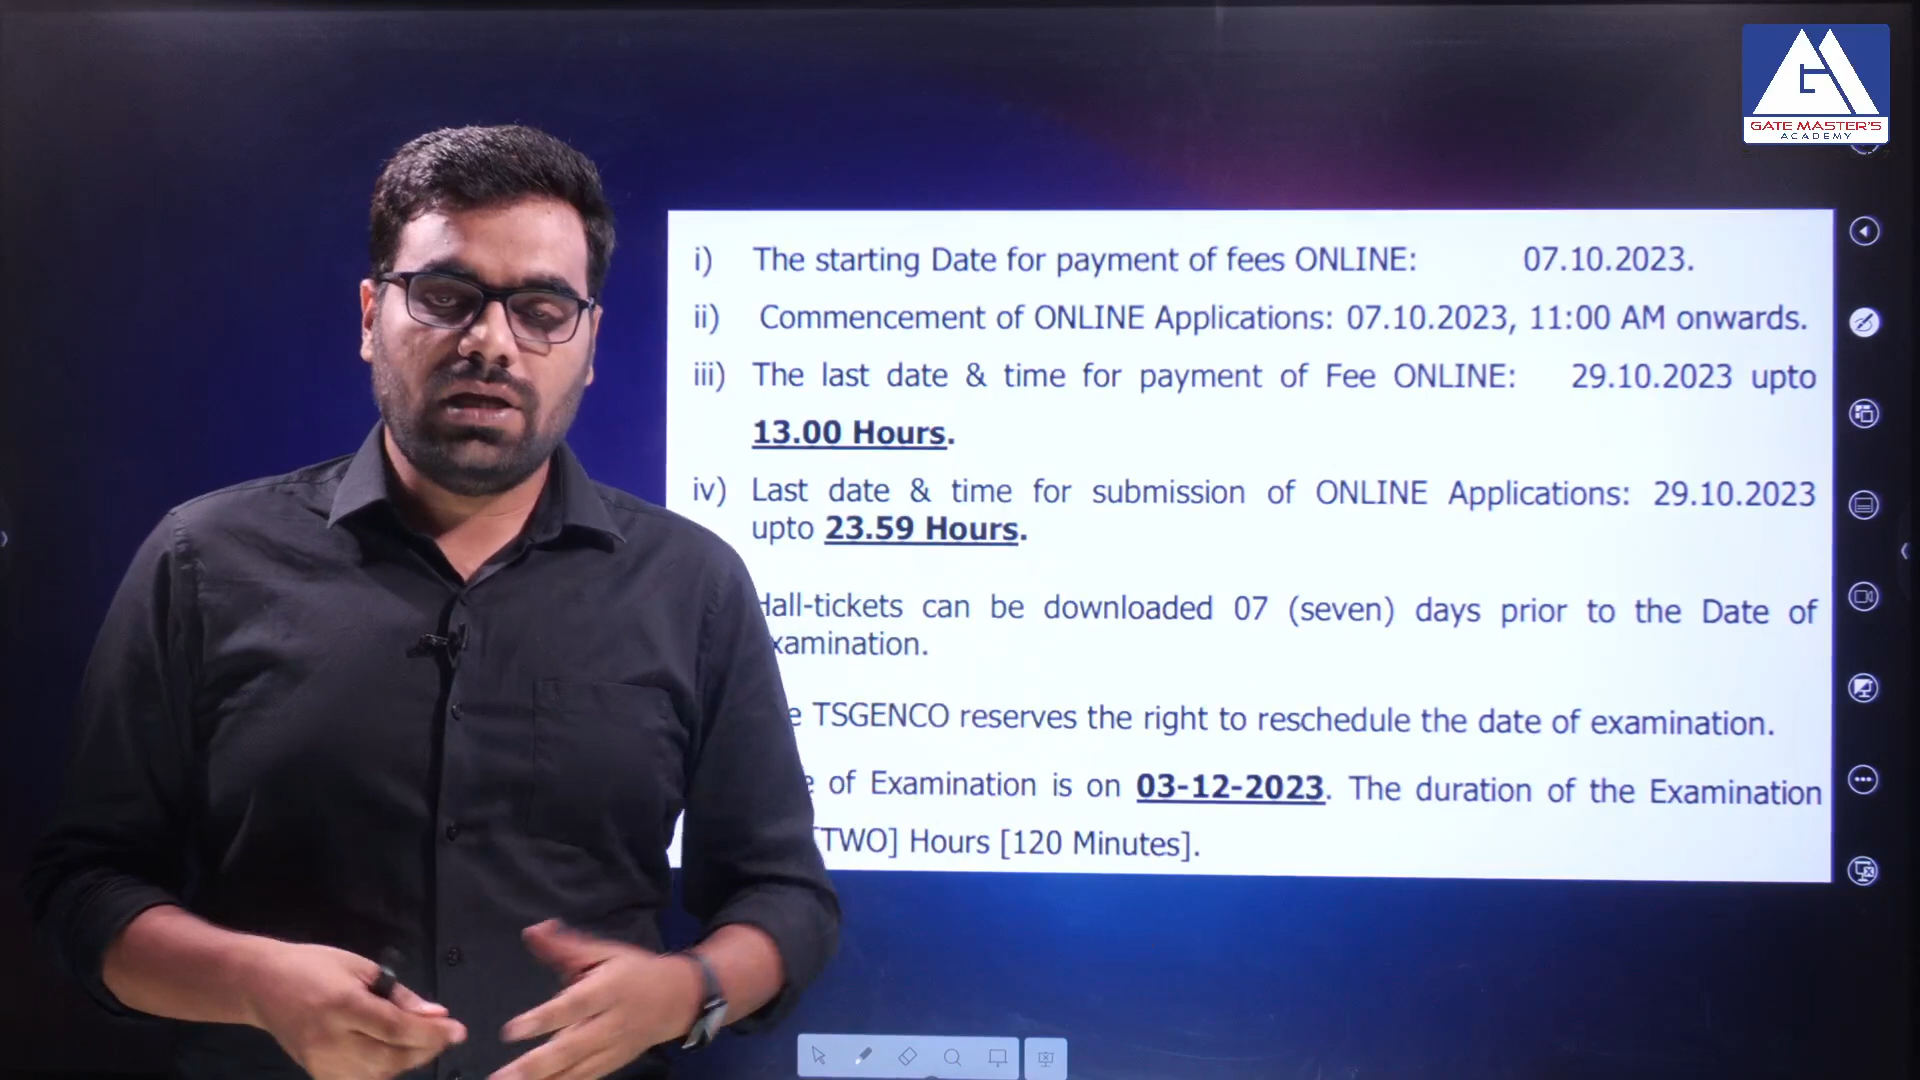 GATE MASTER'S
ACADEMY
i) The starting Date for payment of fees ONLINE: 07.10.2023.
ii) Commencement of ONLINE Applications: 07.10.2023, 11:00 AM onwards.
iii) The last date & time for payment of Fee ONLINE: 29.10.2023 upto
13.00 Hours.
iv) Last date & time for submission of ONLINE Applications: 29.10.2023
upto 23.59 Hours.
Hall-tickets can be downloaded 07 (seven) days prior to the Date of
xamination.
e TSGENCO reserves the right to reschedule the date of examination.
e of Examination is on 03-12-2023. The duration of the Examination
[TWO] Hours [120 Minutes].